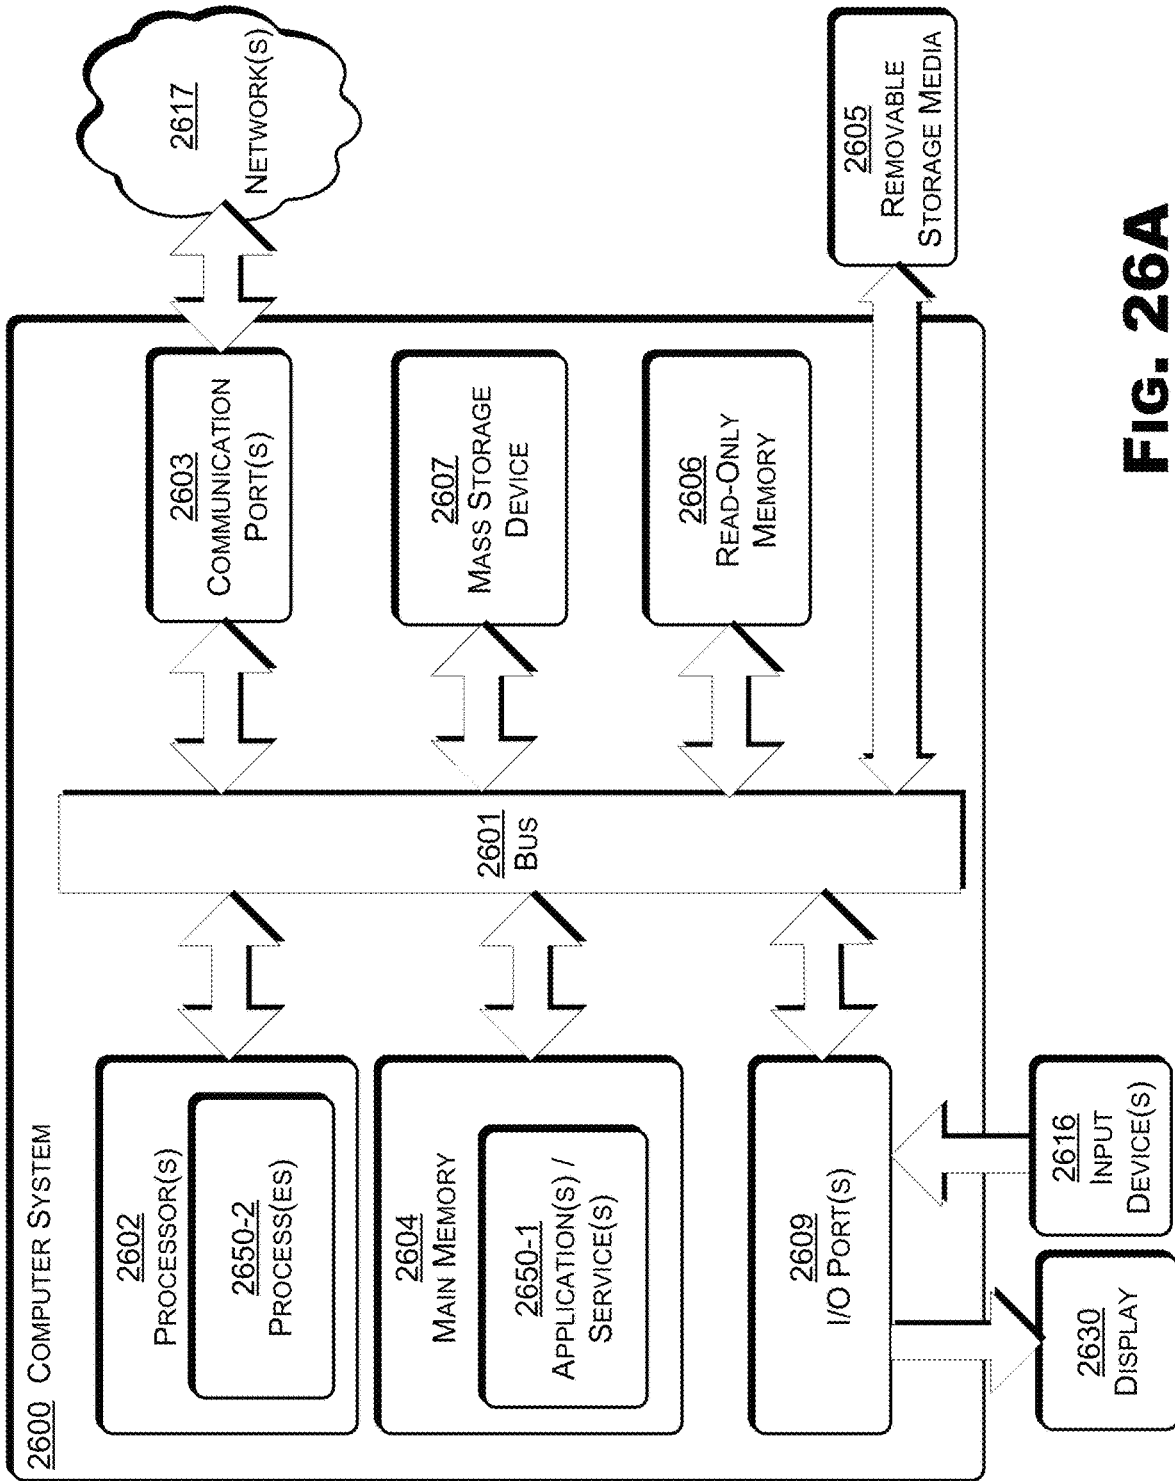 2600 COMPUTER SYSTEM
2602
PROCESSOR(S)
2650-2
PROCESS(ES)
2604
MAIN MEMORY
2650-1
APPLICATION(S) /
SERVICE(S)
2609
I/O PORT(S)
2630
DISPLAY
2616
INPUT
DEVICE(S)
2601
BUS
2603
COMMUNICATION
PORT(S)
2607
MASS STORAGE
DEVICE
2606
READ-ONLY
MEMORY
2617
NETWORK(S)
2605
REMOVABLE
STORAGE MEDIA
FIG. 26A